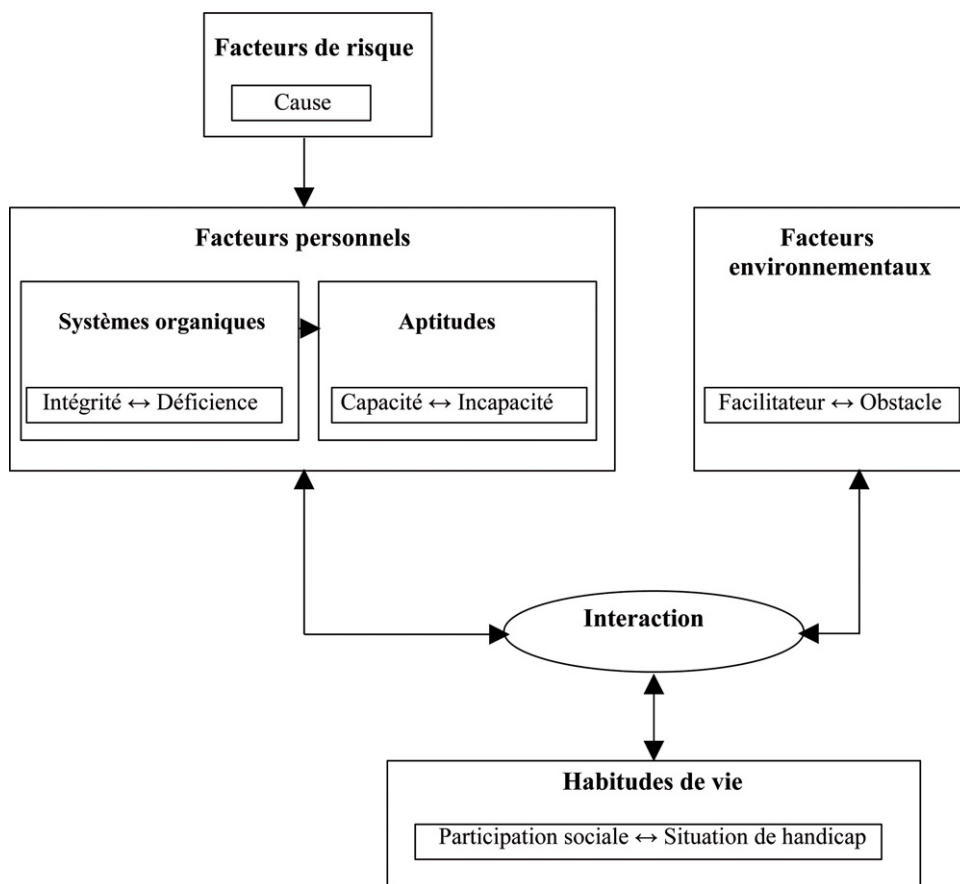 Facteurs de risque
Cause
Facteurs personnels
Systèmes organiques
Intégrité ↔ Déficience
Aptitudes
Capacité ↔ Incapacité
Facteurs
environnementaux
Facilitateur ↔ Obstacle
Interaction
Habitudes de vie
Participation sociale ↔ Situation de handicap